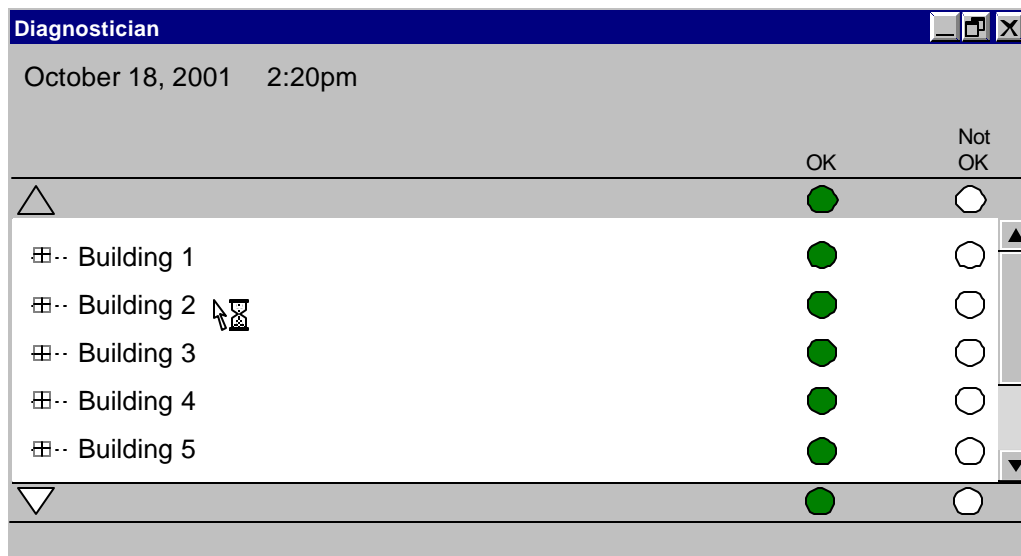 Diagnostician
October 18, 2001 2:20pm
Not
OK OK
Building 1
Building 2
Building 3
Building 4
Building 5